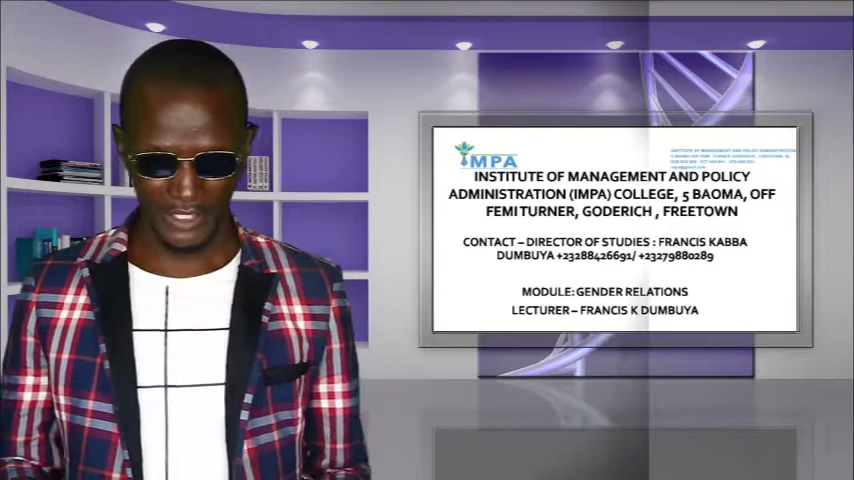 IMPA
INSTITUTE OF MANAGEMENT AND POLICY
ADMINISTRATION (IMPA) COLLEGE, 5 BAOMA, OFF
FEMI TURNER, GODERICH , FREETOWN
CONTACT – DIRECTOR OF STUDIES : FRANCIS KABBA
DUMBUYA +23288426691/ +23279880289
MODULE: GENDER RELATIONS
LECTURER – FRANCIS K DUMBUYA